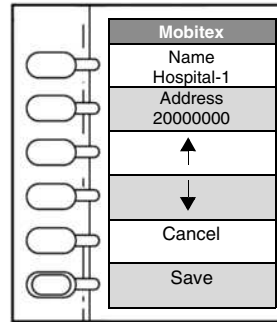 Mobitex
Name
Hospital-1
Address
20000000
Cancel
Save